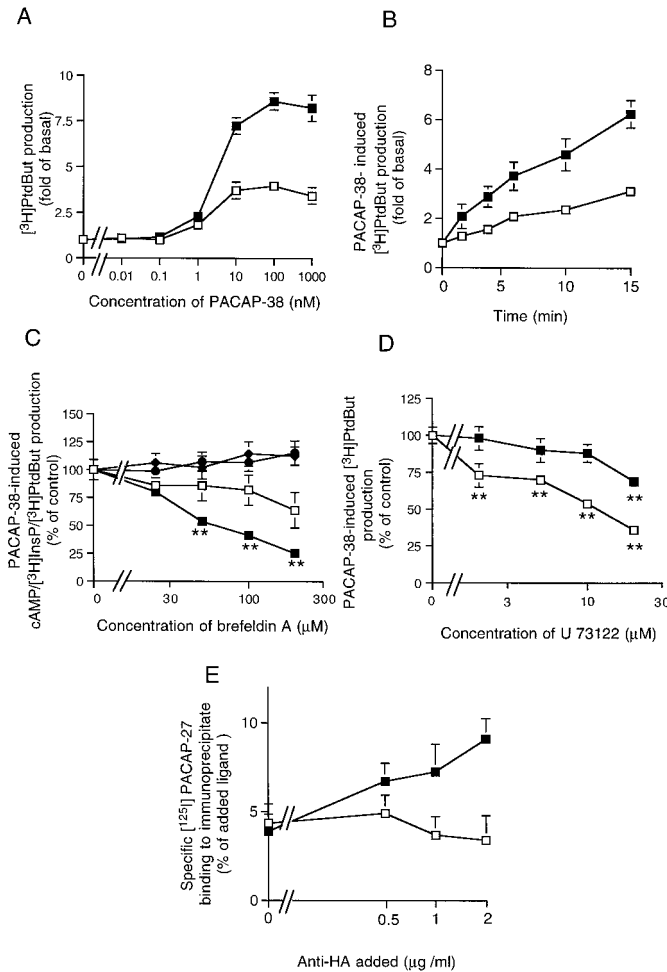 A
[³H]PtdBut production
(fold of basal)
10
7.5
5
2.5
0
0 0.01 0.1 1 10 100 1000
Concentration of PACAP-38 (nM)
B
PACAP-38- induced
[³H]PtdBut production
(fold of basal)
8
6
4
2
0
0 5 10 15
Time (min)
C
PACAP-38-induced
cAMP/[³H]InsP/[³H]PtdBut production
(% of control)
150
125
100
75
50
25
0
** ** **
0 30 100 300
Concentration of brefeldin A (μM)
D
PACAP-38-induced [³H]PtdBut
production
(% of control)
125
100
75
50
25
0
** ** ** ** **
0 3 10 30
Concentration of U 73122 (μM)
E
Specific [¹²⁵I] PACAP-27
binding to immunoprecipitate
(% of added ligand )
10
5
0
0 0.5 1 2
Anti-HA added (μg /ml)